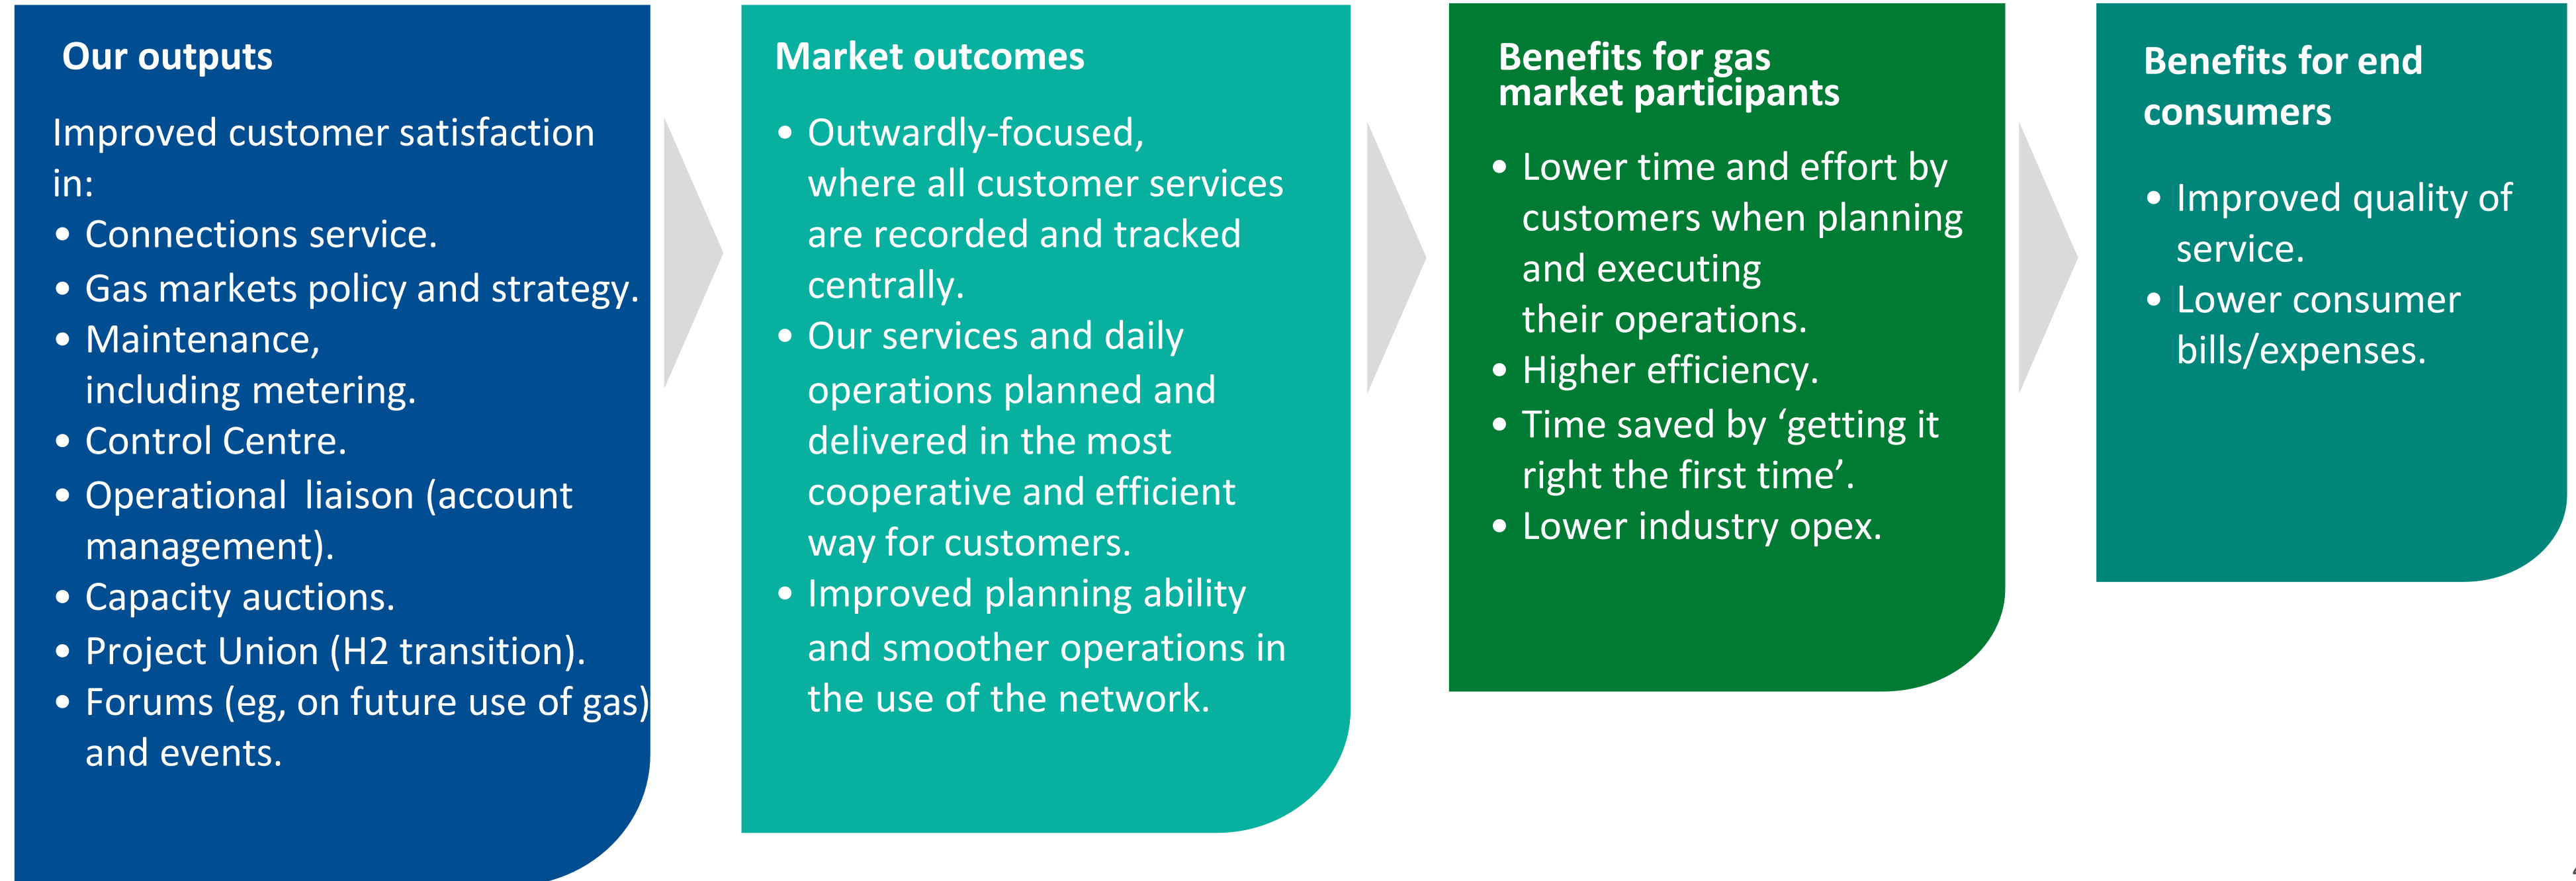 Our outputs
Improved customer satisfaction
in:
• Connections service.
• Gas markets policy and strategy.
• Maintenance,
including metering.
• Control Centre.
• Operational  liaison (account
management).
• Capacity auctions.
• Project Union (H2 transition).
• Forums (eg, on future use of gas)
and events.
Market outcomes
• Outwardly-focused,
where all customer services
are recorded and tracked
centrally.
• Our services and daily
operations planned and
delivered in the most
cooperative and efficient
way for customers.
• Improved planning ability
and smoother operations in
the use of the network.
Benefits for gas
market participants
• Lower time and effort by
customers when planning
and executing
their operations.
• Higher efficiency.
• Time saved by ‘getting it
right the first time’.
• Lower industry opex.
Benefits for end
consumers
• Improved quality of
service.
• Lower consumer
bills/expenses.